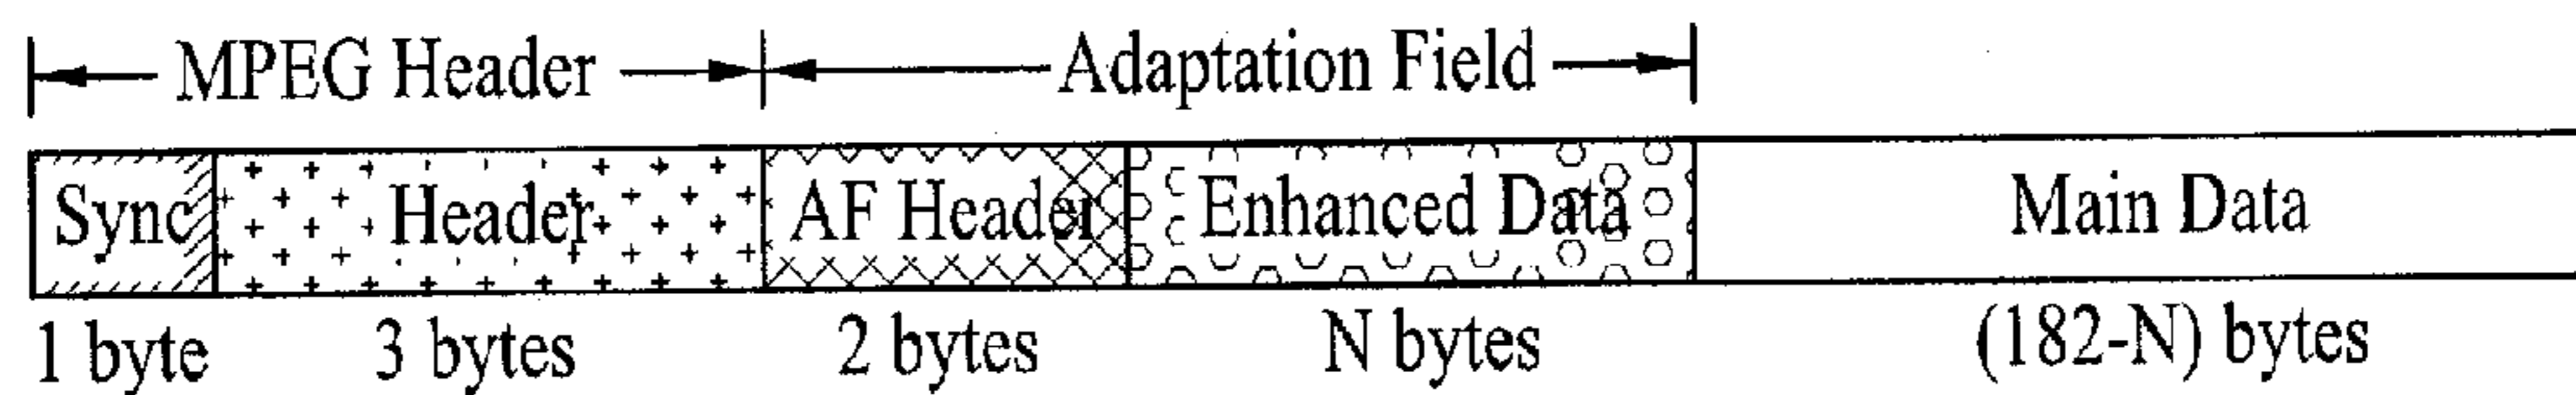 MPEG Header Adaptation Field
Sync Header AF Header Enhanced Data Main Data
1 byte 3 bytes 2 bytes N bytes (182-N) bytes